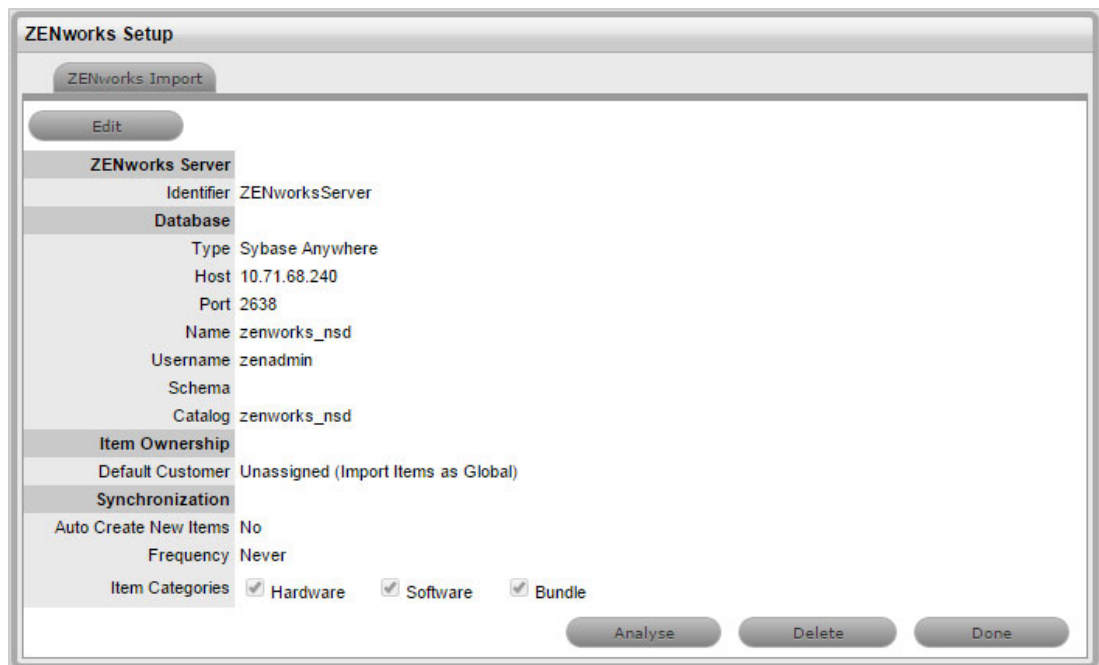 ZENworks Setup
ZENworks Import
Edit
ZENworks Server
Identifier ZENworksServer
Database
Type Sybase Anywhere
Host 10.71.68.240
Port 2638
Name zenworks_nsd
Username zenadmin
Schema
Catalog zenworks_nsd
Item Ownership
Default Customer Unassigned (Import Items as Global)
Synchronization
Auto Create New Items No
Frequency Never
Item Categories Hardware Software Bundle
Analyse Delete Done